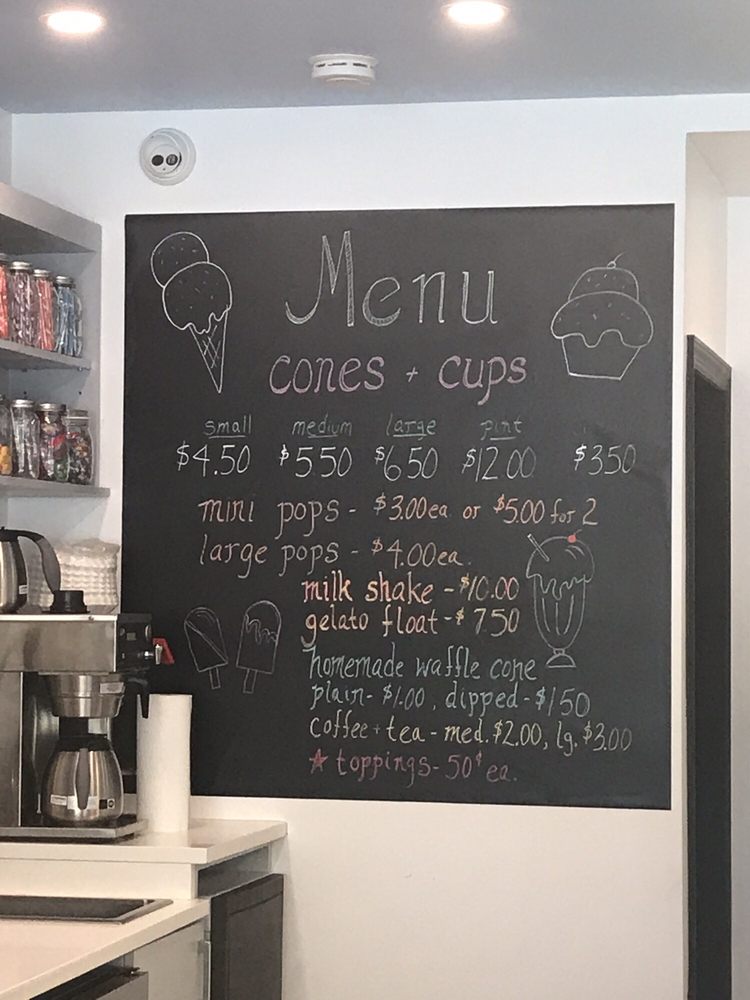 Menu
cones + cups
small medium large pint
$4.50 $5.50 $6.50 $12.00 $3.50
mini pops - $3.00 ea or $5.00 for 2
large pops - $4.00 ea.
milk shake - $10.00
gelato float - $7.50
homemade waffle cone
plain - $1.00, dipped - $1.50
coffee + tea - med. $2.00, lg. $3.00
☆ toppings - 50¢ ea.